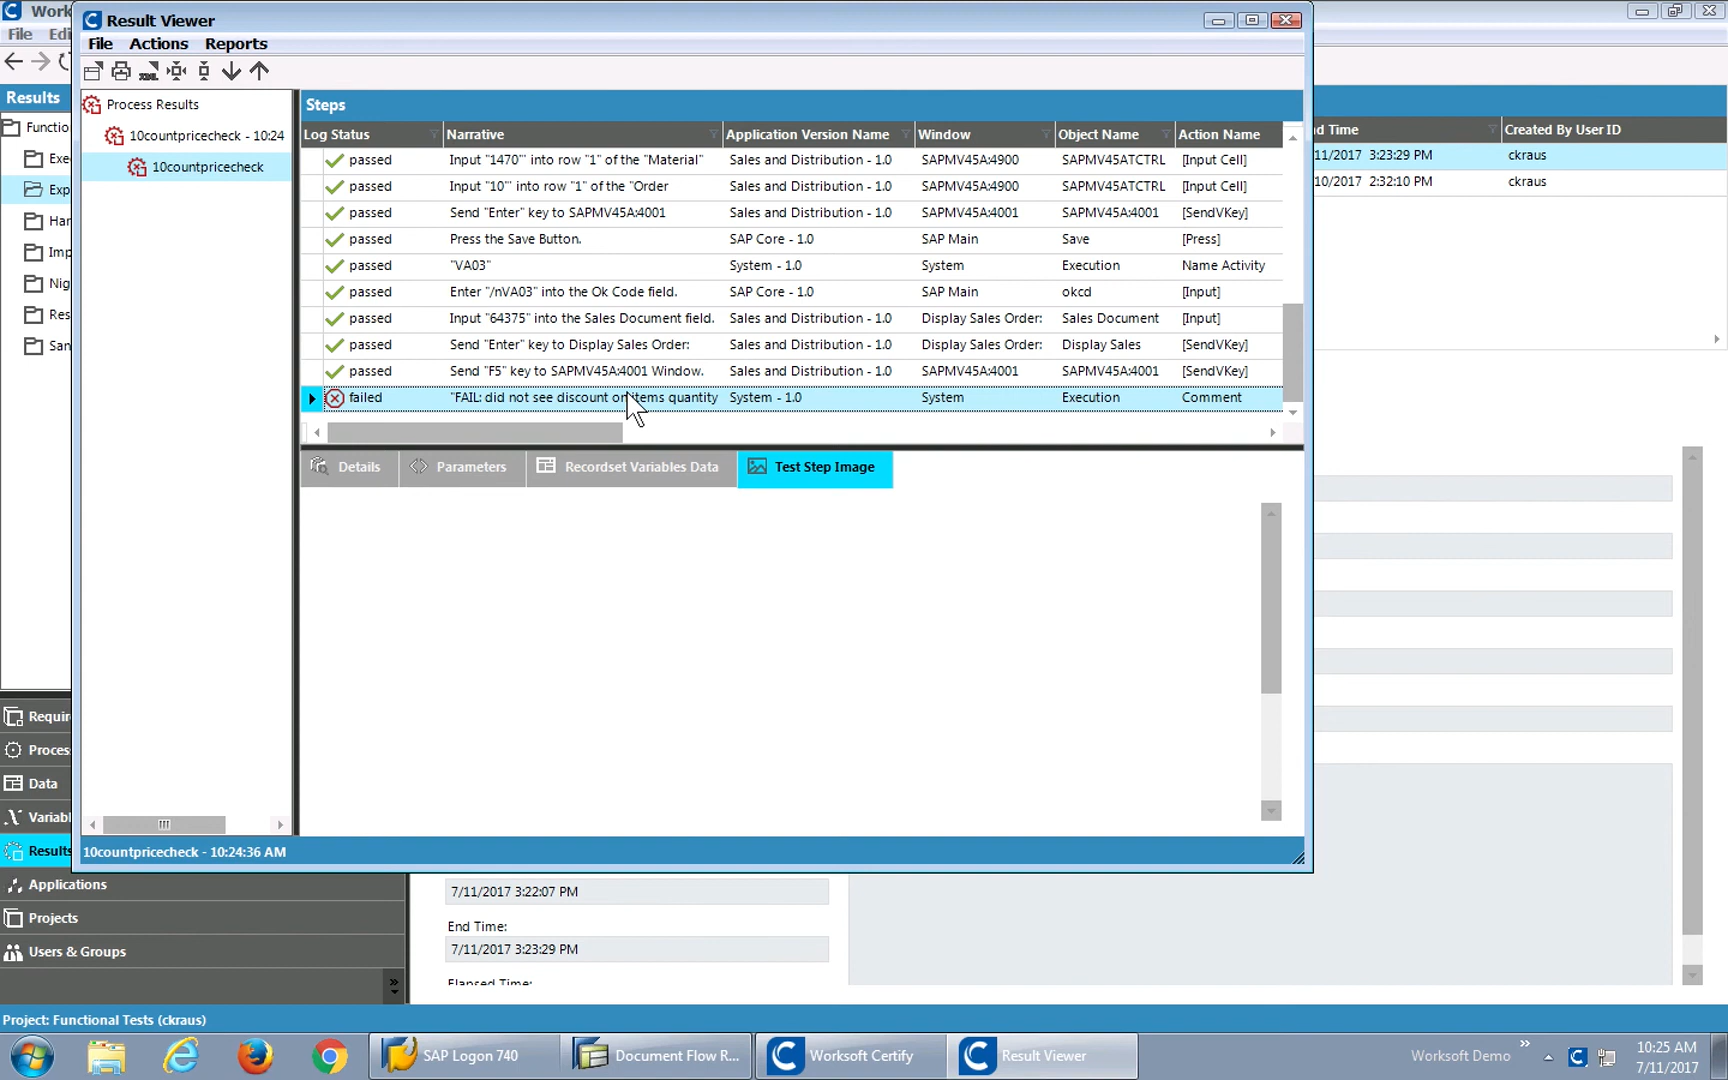 Work
Result Viewer
File Edi
File Actions Reports
XML
Results
Process Results
10countpricecheck - 10:24
10countpricecheck
Functio
Exe
Exp
Har
Imp
Nig
Res
San
Steps
Log Status Narrative Application Version Name Window Object Name Action Name
passed Input "1470" into row "1" of the "Material" Sales and Distribution - 1.0 SAPMV45A:4900 SAPMV45ATCTRL [Input Cell]
passed Input "10" into row "1" of the "Order Sales and Distribution - 1.0 SAPMV45A:4900 SAPMV45ATCTRL [Input Cell]
passed Send "Enter" key to SAPMV45A:4001 Sales and Distribution - 1.0 SAPMV45A:4001 SAPMV45A:4001 [SendVKey]
passed Press the Save Button. SAP Core - 1.0 SAP Main Save [Press]
passed "VA03" System - 1.0 System Execution Name Activity
passed Enter "/nVA03" into the Ok Code field. SAP Core - 1.0 SAP Main okcd [Input]
passed Input "64375" into the Sales Document field. Sales and Distribution - 1.0 Display Sales Order: Sales Document [Input]
passed Send "Enter" key to Display Sales Order: Sales and Distribution - 1.0 Display Sales Order: Display Sales [SendVKey]
passed Send "F5" key to SAPMV45A:4001 Window. Sales and Distribution - 1.0 SAPMV45A:4001 SAPMV45A:4001 [SendVKey]
failed "FAIL: did not see discount on items quantity System - 1.0 System Execution Comment
Details Parameters Recordset Variables Data Test Step Image
10countpricecheck - 10:24:36 AM
nd Time Created By User ID
11/2017 3:23:29 PM ckraus
10/2017 2:32:10 PM ckraus
Requir
Proces
Data
Variabl
Results
Applications
Projects
Users & Groups
7/11/2017 3:22:07 PM
End Time:
7/11/2017 3:23:29 PM
Elapsed Time:
Project: Functional Tests (ckraus)
SAP Logon 740 Document Flow R... Worksoft Certify Result Viewer Worksoft Demo
10:25 AM
7/11/2017